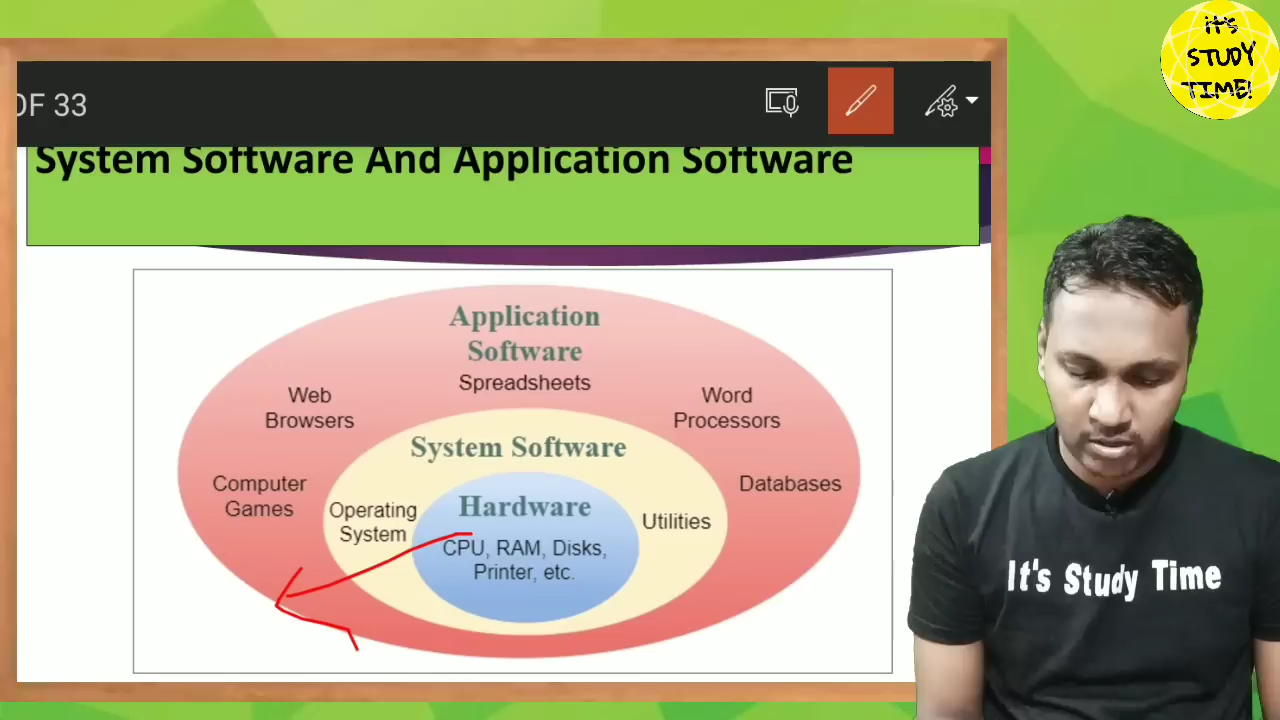 It's
STUDY
TIME!
OF 33
System Software And Application Software
Application
Software
Spreadsheets
Web
Browsers
Word
Processors
System Software
Computer
Games
Databases
Operating
System
Hardware
Utilities
CPU, RAM, Disks,
Printer, etc.
It's Study Time